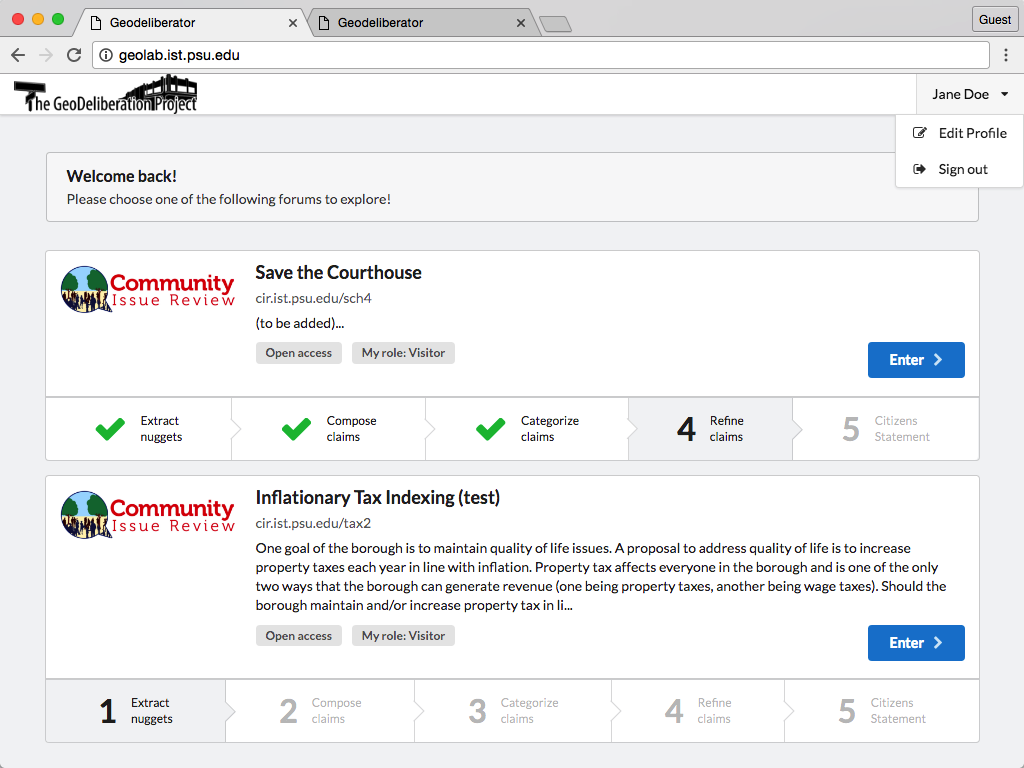 Geodeliberator
Geodeliberator
Guest
geolab.ist.psu.edu
The GeoDeliberation Project
Jane Doe
Edit Profile
Sign out
Welcome back!
Please choose one of the following forums to explore!
Community
Issue Review
Save the Courthouse
cir.ist.psu.edu/sch4
(to be added)...
Open access
My role: Visitor
Enter
Extract
nuggets
Compose
claims
Categorize
claims
4
Refine
claims
5
Citizens
Statement
Community
Issue Review
Inflationary Tax Indexing (test)
cir.ist.psu.edu/tax2
One goal of the borough is to maintain quality of life issues. A proposal to address quality of life is to increase
property taxes each year in line with inflation. Property tax affects everyone in the borough and is one of the only
two ways that the borough can generate revenue (one being property taxes, another being wage taxes). Should the
borough maintain and/or increase property tax in li...
Open access
My role: Visitor
Enter
1
Extract
nuggets
2
Compose
claims
3
Categorize
claims
4
Refine
claims
5
Citizens
Statement